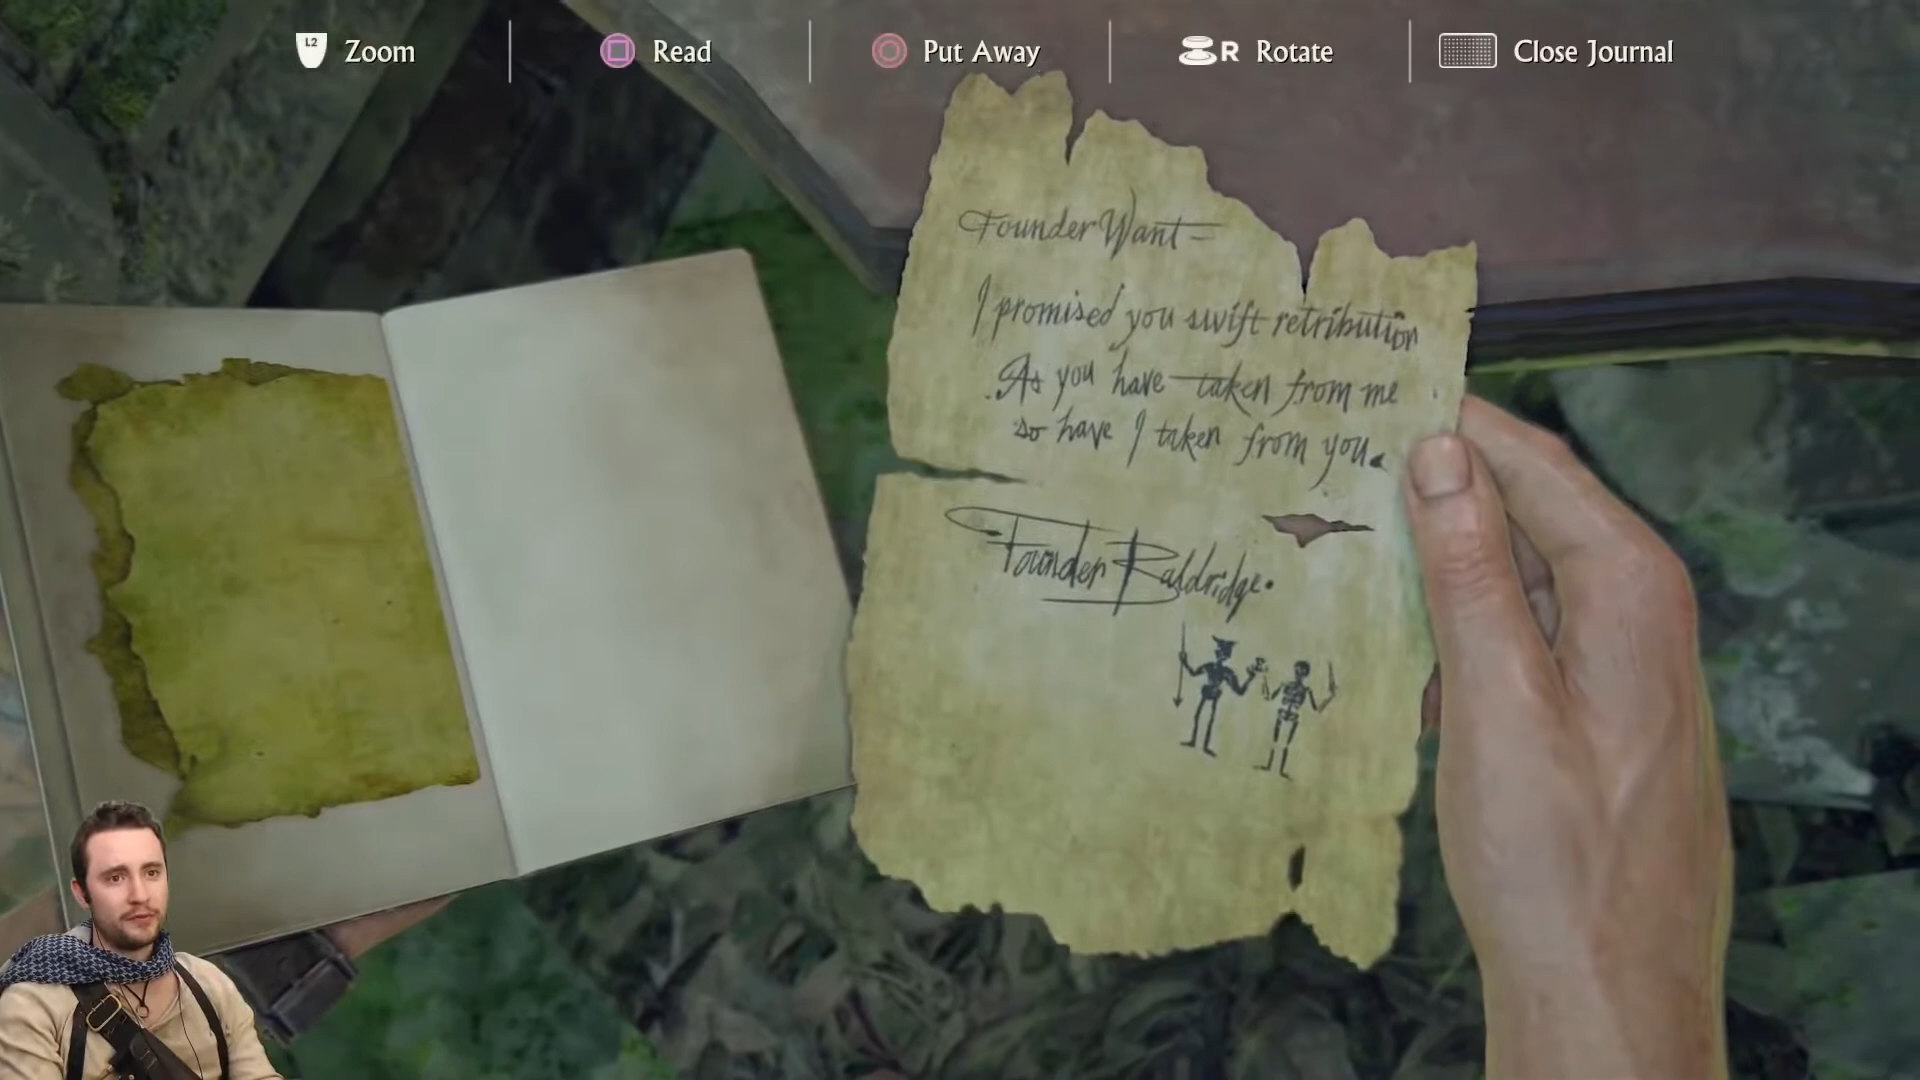 L2 Zoom
Read
Put Away
R Rotate
Close Journal
Founder Want-
I promised you swift retribution
As you have taken from me
so have I taken from you.
Founder Baldridge.